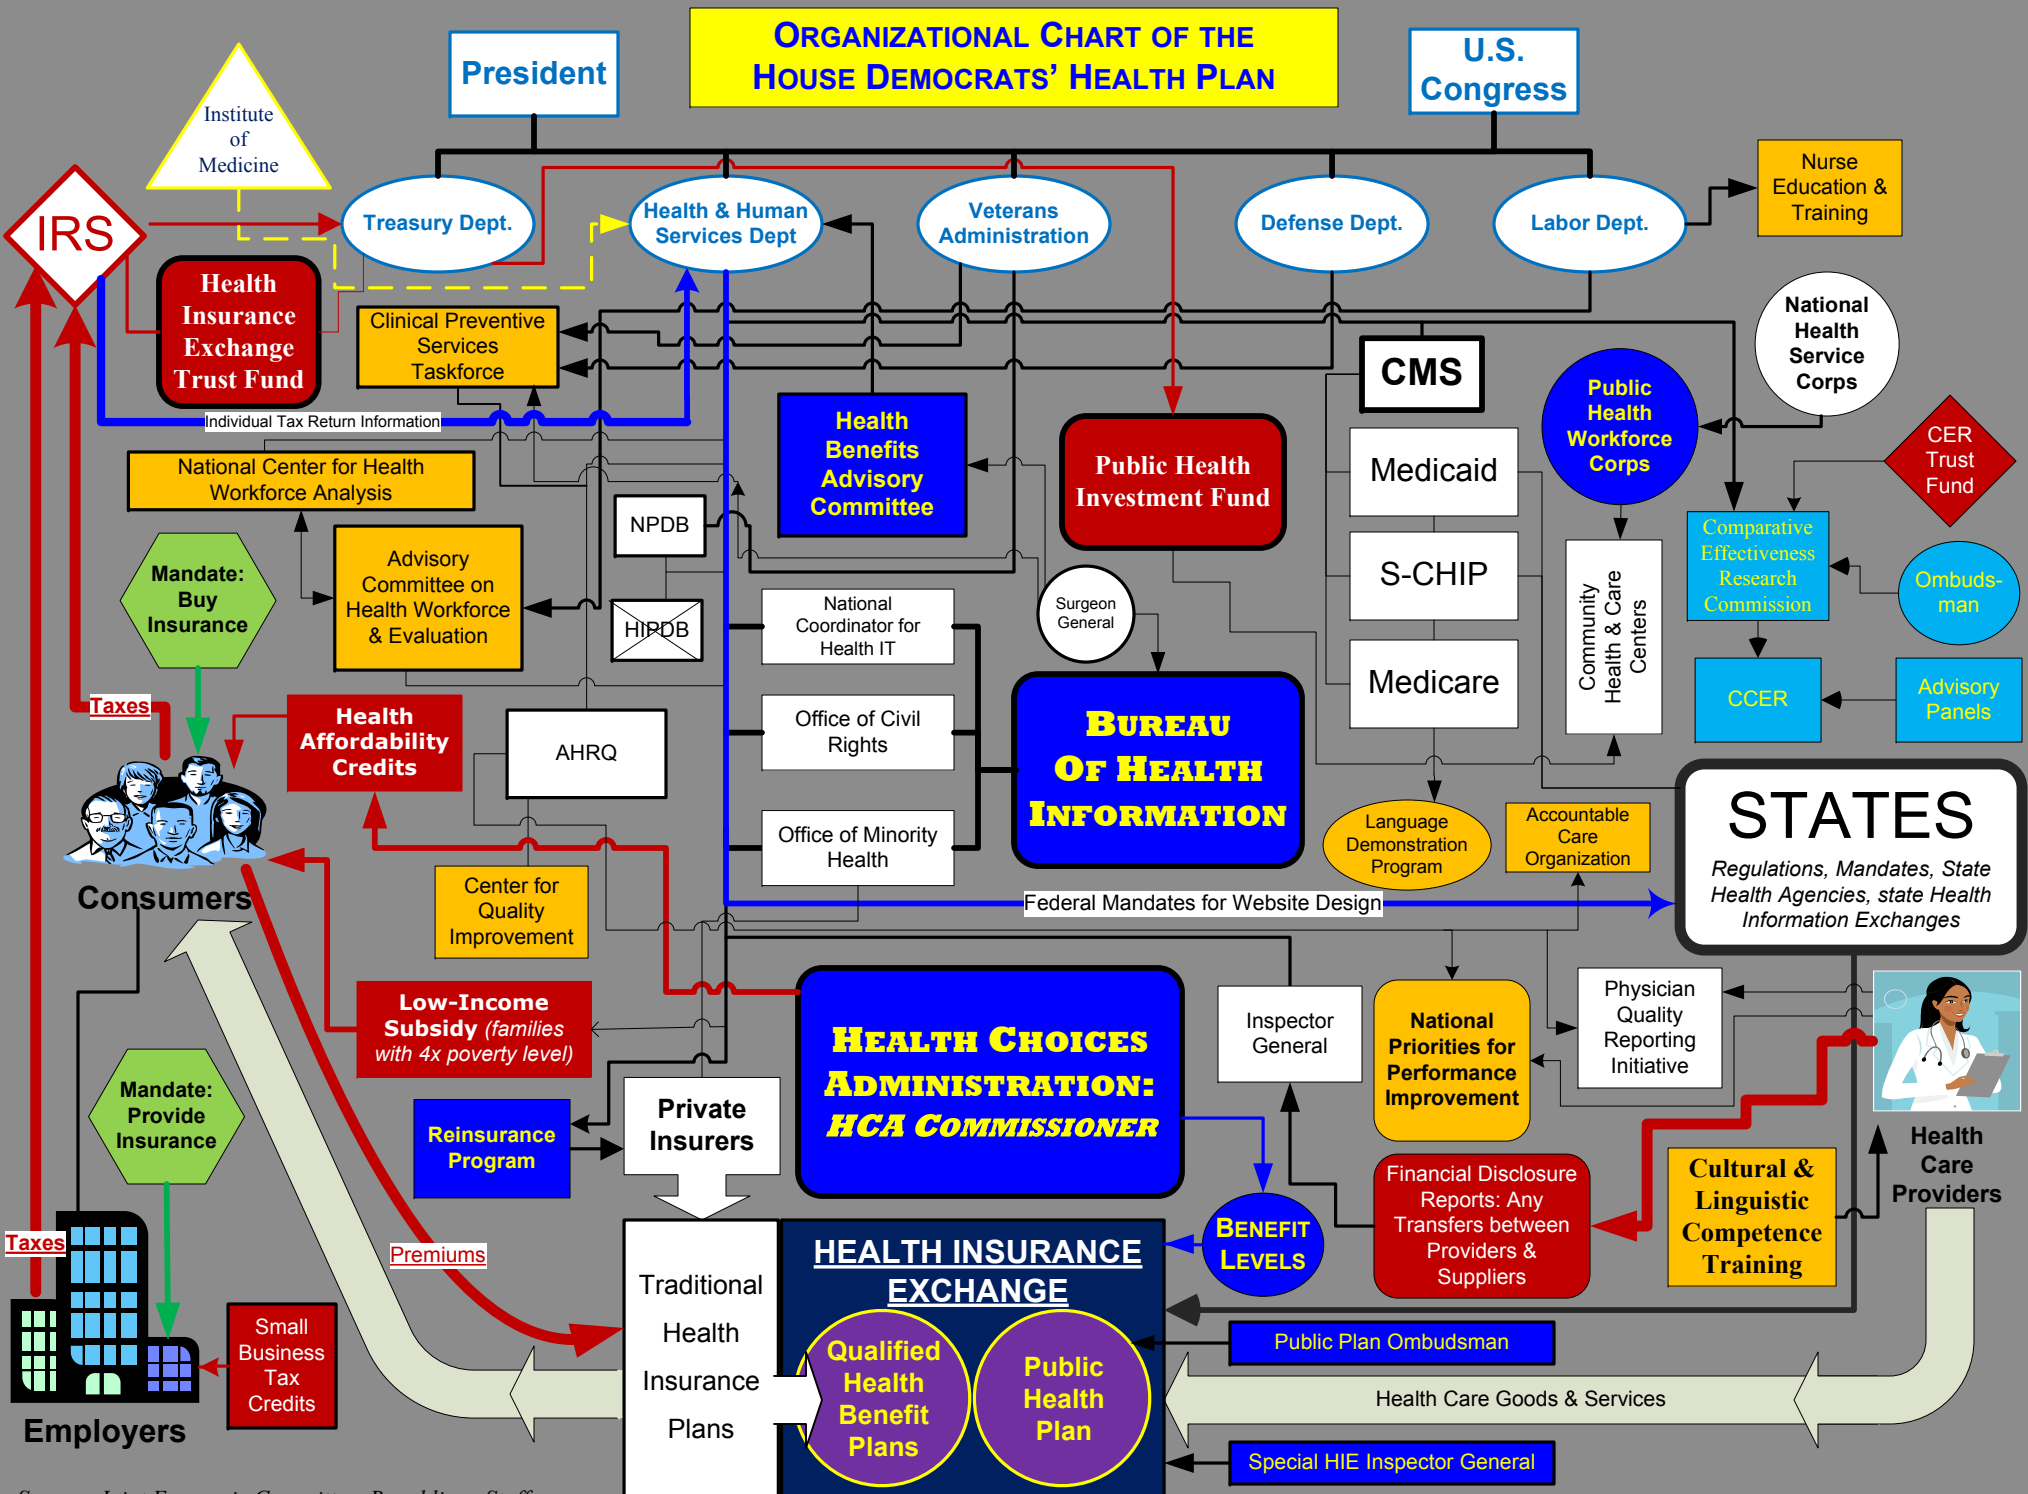 ORGANIZATIONAL CHART OF THE
HOUSE DEMOCRATS' HEALTH PLAN
President
U.S.
Congress
Institute
of
Medicine
Nurse
Education &
Training
IRS
Treasury Dept.
Health & Human
Services Dept
Veterans
Administration
Defense Dept.
Labor Dept.
Health
Insurance
Exchange
Trust Fund
Clinical Preventive
Services
Taskforce
National
Health
Service
Corps
CMS
Public
Health
Workforce
Corps
Individual Tax Return Information
Health
Benefits
Advisory
Committee
Public Health
Investment Fund
Medicaid
CER
Trust
Fund
National Center for Health
Workforce Analysis
NPDB
Comparative
Effectiveness
Research
Commission
Ombuds-
man
Mandate:
Buy
Insurance
Advisory
Committee on
Health Workforce
& Evaluation
HIPDB
National
Coordinator for
Health IT
Surgeon
General
S-CHIP
Community
Health & Care
Centers
Medicare
CCER
Advisory
Panels
Taxes
Health
Affordability
Credits
AHRQ
Office of Civil
Rights
BUREAU
OF HEALTH
INFORMATION
STATES
Regulations, Mandates, State
Health Agencies, state Health
Information Exchanges
Office of Minority
Health
Language
Demonstration
Program
Accountable
Care
Organization
Consumers
Center for
Quality
Improvement
Federal Mandates for Website Design
Low-Income
Subsidy (families
with 4x poverty level)
HEALTH CHOICES
ADMINISTRATION:
HCA COMMISSIONER
Inspector
General
National
Priorities for
Performance
Improvement
Physician
Quality
Reporting
Initiative
Mandate:
Provide
Insurance
Reinsurance
Program
Private
Insurers
Health
Care
Providers
Financial Disclosure
Reports: Any
Transfers between
Providers &
Suppliers
Cultural &
Linguistic
Competence
Training
Taxes
Premiums
BENEFIT
LEVELS
HEALTH INSURANCE
EXCHANGE
Traditional
Health
Insurance
Plans
Small
Business
Tax
Credits
Qualified
Health
Benefit
Plans
Public
Health
Plan
Public Plan Ombudsman
Health Care Goods & Services
Employers
Special HIE Inspector General
Source: Joint Economic Committee, Republican Staff